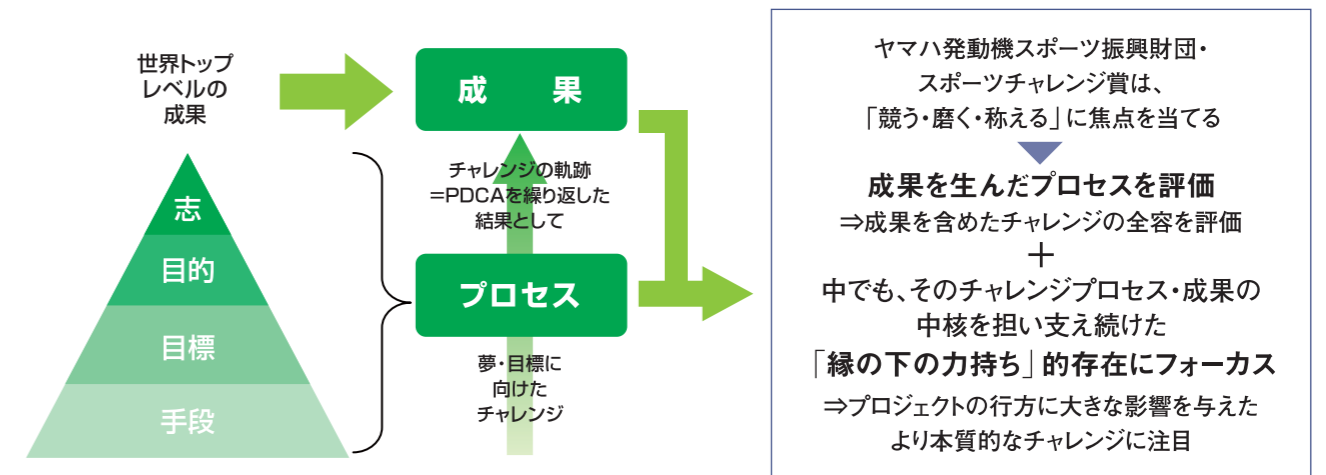 世界トップ
レベルの
成果
志
目的
目標
手段
成 果
チャレンジの軌跡
=PDCAを繰り返した
結果として
プロセス
夢・目標に
向けた
チャレンジ
ヤマハ発動機スポーツ振興財団・
スポーツチャレンジ賞は、
「競う・磨く・称える」に焦点を当てる
成果を生んだプロセスを評価
⇒成果を含めたチャレンジの全容を評価
+
中でも、そのチャレンジプロセス・成果の
中核を担い支え続けた
「縁の下の力持ち」的存在にフォーカス
⇒プロジェクトの行方に大きな影響を与えた
より本質的なチャレンジに注目